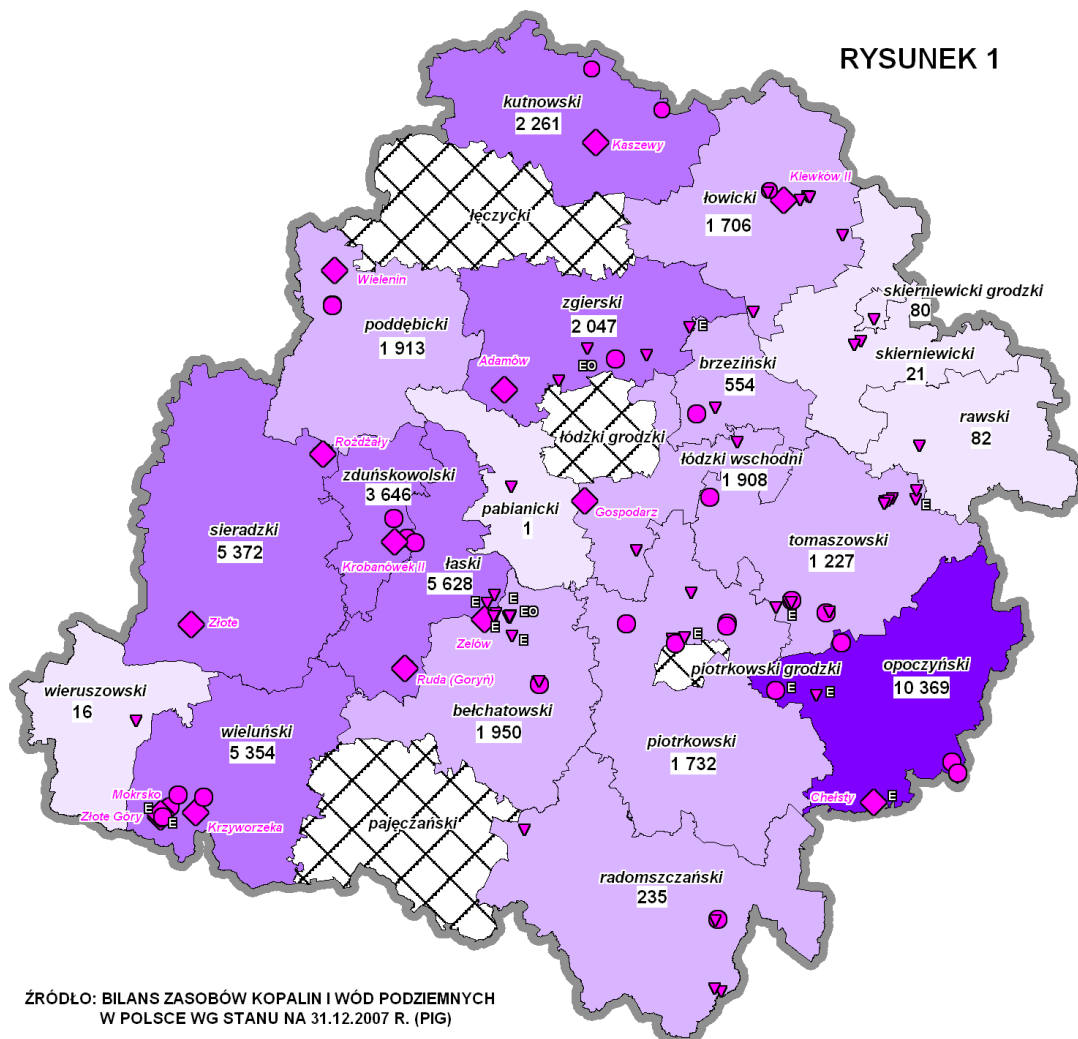 RYSUNEK 1
kutnowski
2 261
Kaszewy
Klewków II
łowicki
1 706
łęczycki
Wielenin
skierniewicki grodzki
80
zgierski
2 047
E
poddębicki
1 913
skierniewicki
21
brzeziński
554
Adamów
EO
rawski
82
łódzki grodzki
Rożdżały
łódzki wschodni
1 908
zduńskowolski
3 646
pabianicki
1
Gospodarz
E
sieradzki
5 372
tomaszowski
1 227
Krobanówek II
łaski
5 628
E
E
EO
E
E
E
Złote
Zelów
E
piotrkowski grodzki
opoczyński
10 369
Ruda (Goryń)
E
E
wieruszowski
16
bełchatowski
1 950
wieluński
5 354
piotrkowski
1 732
Mokrsko
E
Złote Góry
E
Krzyworzeka
Chełsty
E
pajęczański
radomszczański
235
ŹRÓDŁO: BILANS ZASOBÓW KOPALIN I WÓD PODZIEMNYCH
W POLSCE WG STANU NA 31.12.2007 R. (PIG)